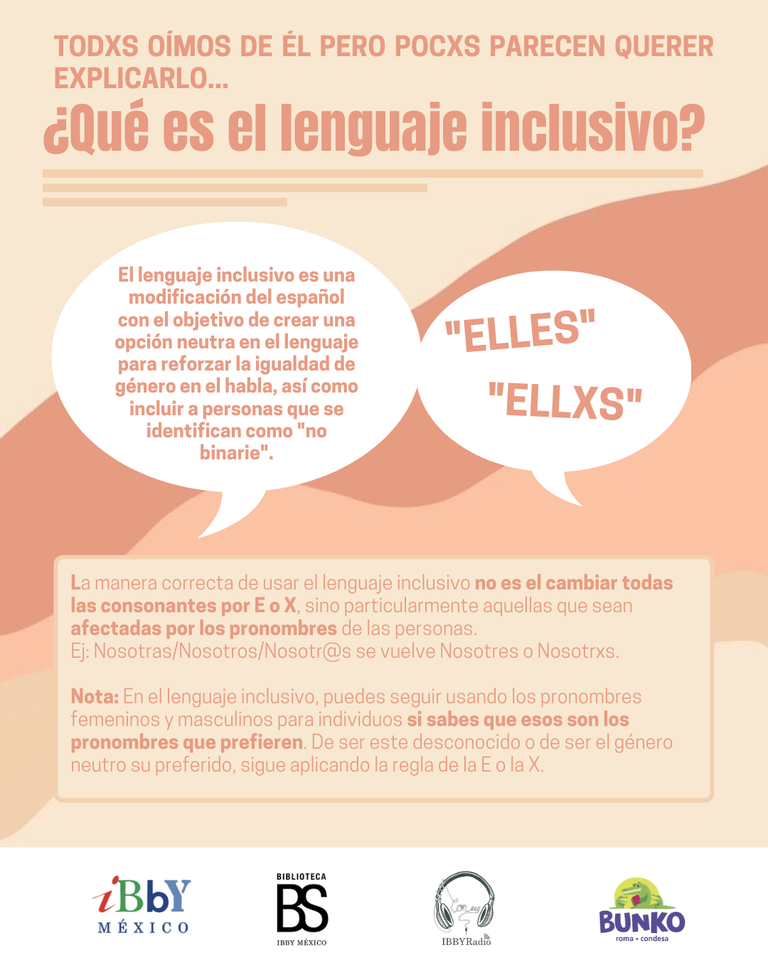 TODXS OÍMOS DE ÉL PERO POCXS PARECEN QUERER
EXPLICARLO...
¿Qué es el lenguaje inclusivo?
El lenguaje inclusivo es una
modificación del español
con el objetivo de crear una
opción neutra en el lenguaje
para reforzar la igualdad de
género en el habla, así como
incluir a personas que se
identifican como "no
binarie".
"ELLES"
"ELLXS"
La manera correcta de usar el lenguaje inclusivo no es el cambiar todas
las consonantes por E o X, sino particularmente aquellas que sean
afectadas por los pronombres de las personas.
Ej: Nosotras/Nosotros/Nosotr@s se vuelve Nosotres o Nosotrxs.
Nota: En el lenguaje inclusivo, puedes seguir usando los pronombres
femeninos y masculinos para individuos si sabes que esos son los
pronombres que prefieren. De ser este desconocido o de ser el género
neutro su preferido, sigue aplicando la regla de la E o la X.
iBbY
MÉXICO
BIBLIOTECA
BS
IBBY MÉXICO
IBBYRadio
BUNKO
roma • condesa